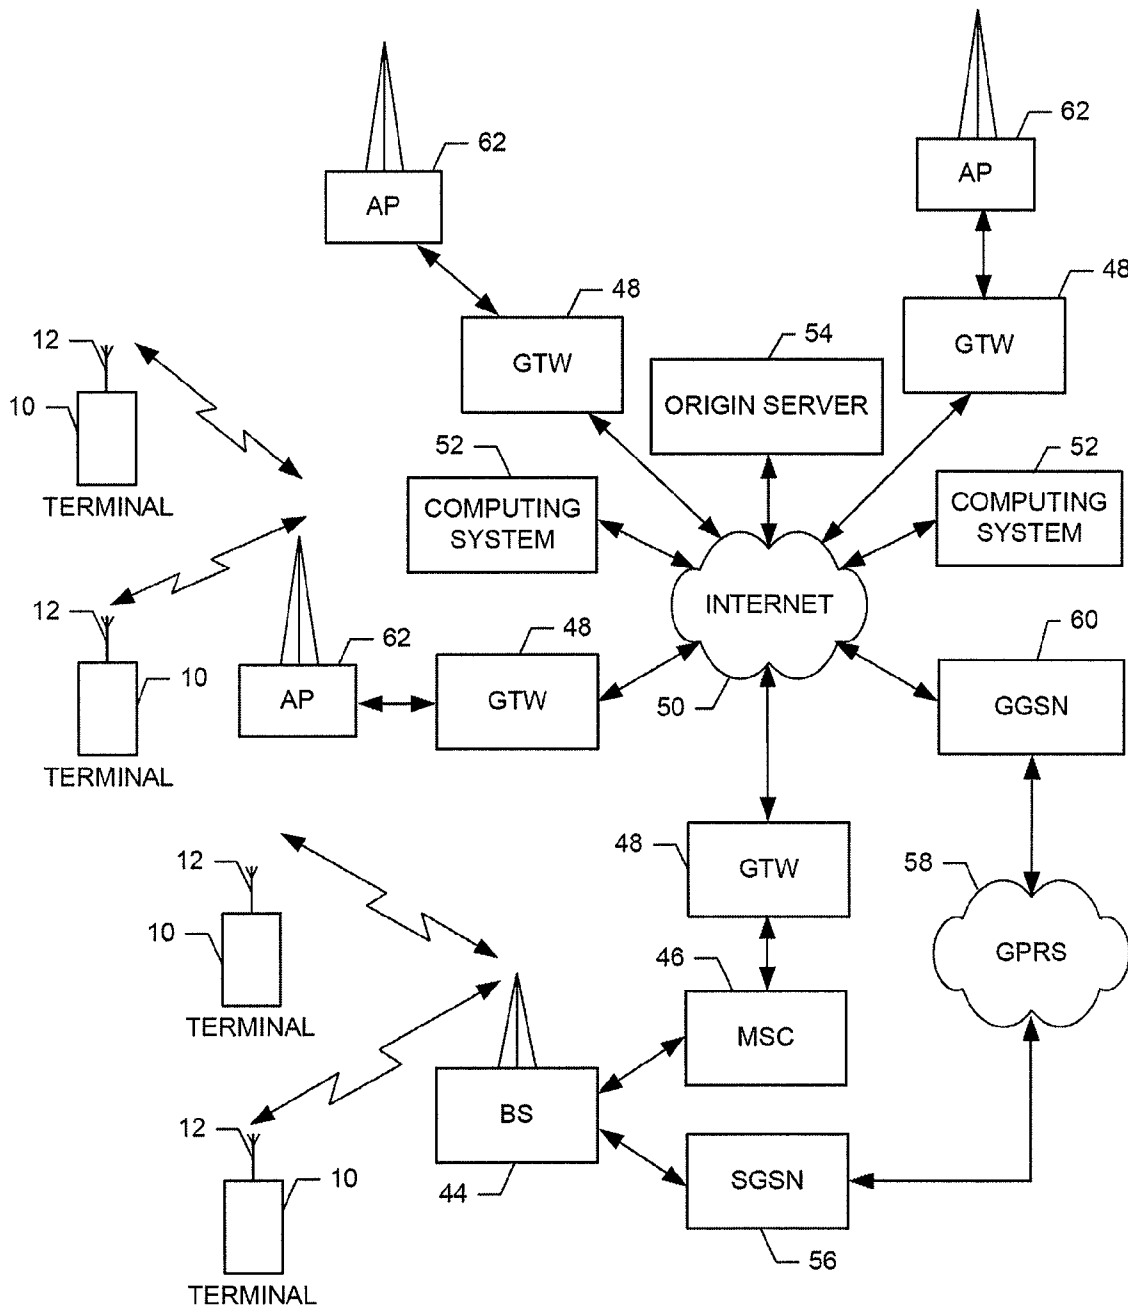 62
AP
62
AP
48
GTW
48
GTW
54
ORIGIN SERVER
12
10
TERMINAL
52
COMPUTING
SYSTEM
52
COMPUTING
SYSTEM
INTERNET
50
12
10
TERMINAL
62
AP
48
GTW
60
GGSN
48
GTW
58
GPRS
12
10
TERMINAL
46
MSC
BS
44
12
10
TERMINAL
SGSN
56